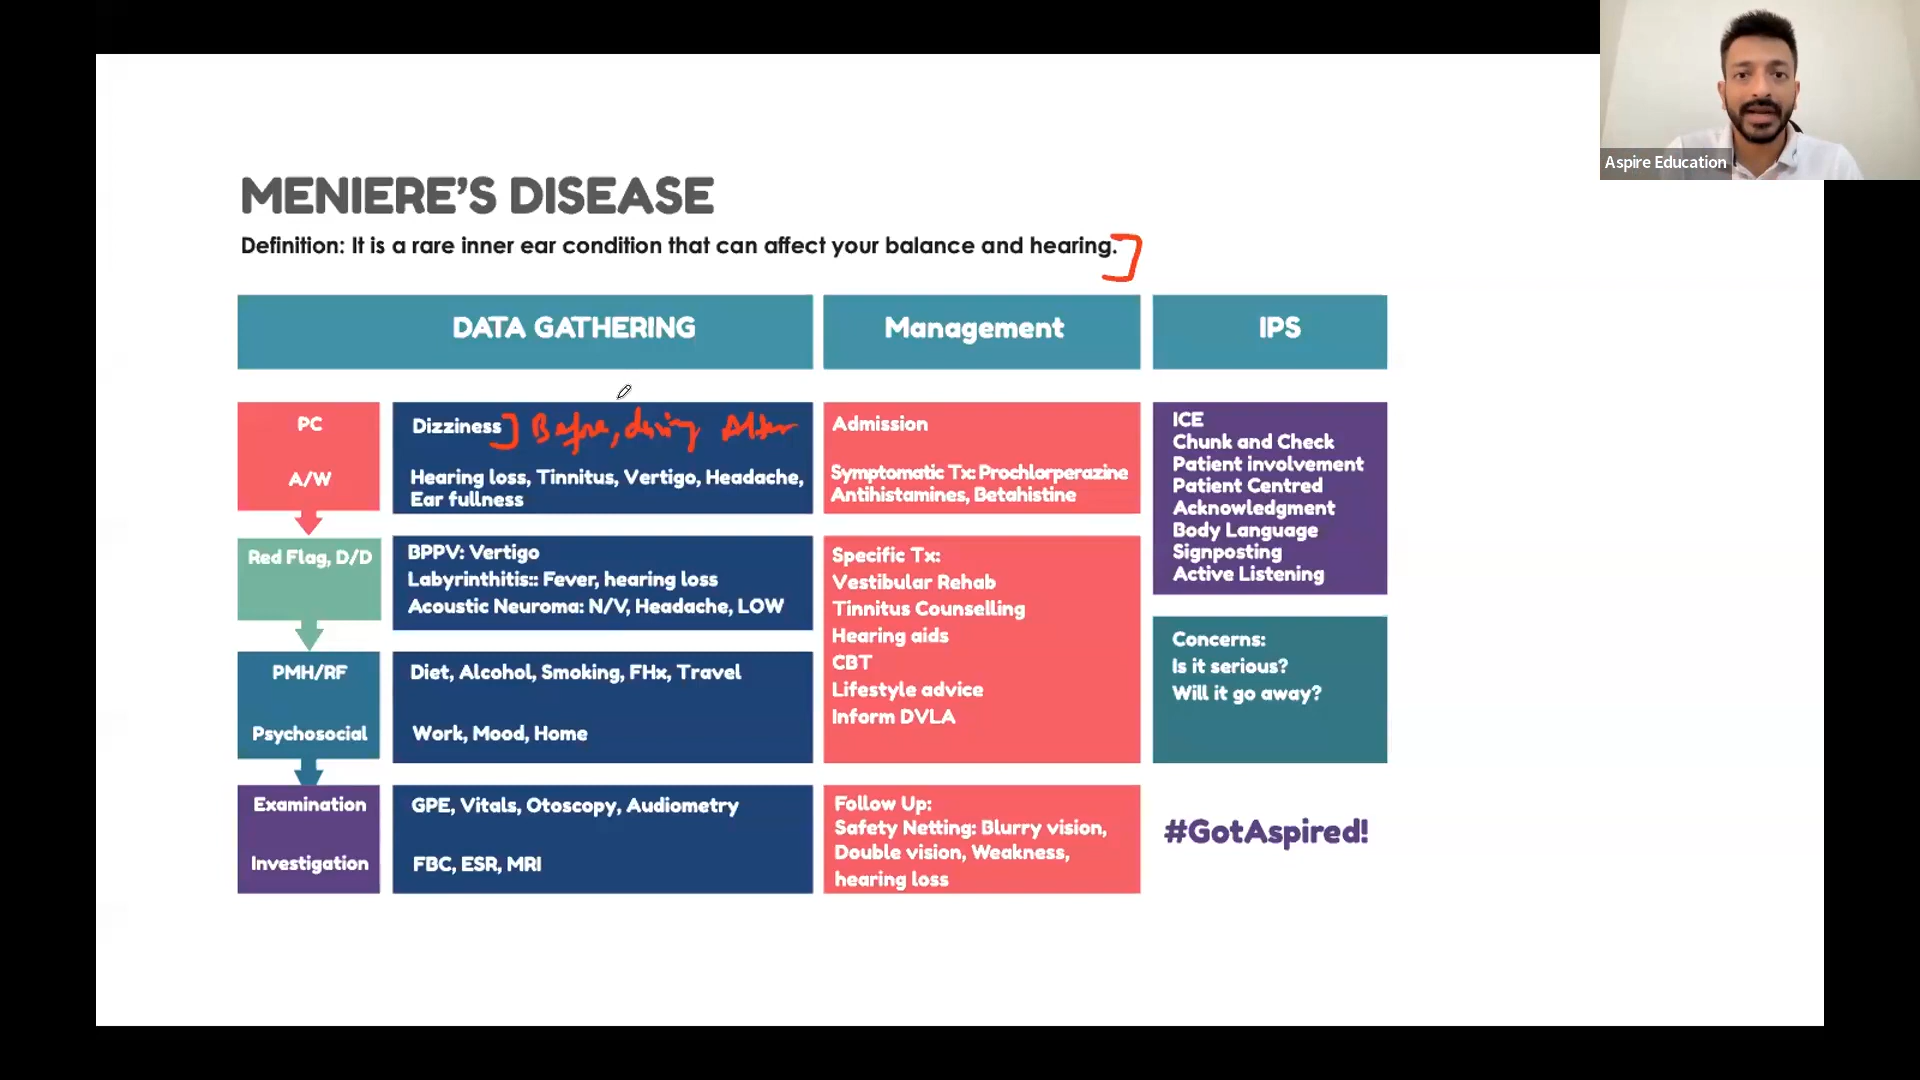 Aspire Education
MENIERE'S DISEASE
Definition: It is a rare inner ear condition that can affect your balance and hearing.
DATA GATHERING
Management
IPS
PC
A/W
Dizziness
Before, during After
Hearing loss, Tinnitus, Vertigo, Headache,
Ear fullness
Admission
Symptomatic Tx: Prochlorperazine
Antihistamines, Betahistine
ICE
Chunk and Check
Patient involvement
Patient Centred
Acknowledgment
Body Language
Signposting
Active Listening
Red Flag, D/D
BPPV: Vertigo
Labyrinthitis:: Fever, hearing loss
Acoustic Neuroma: N/V, Headache, LOW
Specific Tx:
Vestibular Rehab
Tinnitus Counselling
Hearing aids
CBT
Lifestyle advice
Inform DVLA
Concerns:
Is it serious?
Will it go away?
PMH/RF
Psychosocial
Diet, Alcohol, Smoking, FHx, Travel
Work, Mood, Home
Examination
Investigation
GPE, Vitals, Otoscopy, Audiometry
FBC, ESR, MRI
Follow Up:
Safety Netting: Blurry vision,
Double vision, Weakness,
hearing loss
#GotAspired!